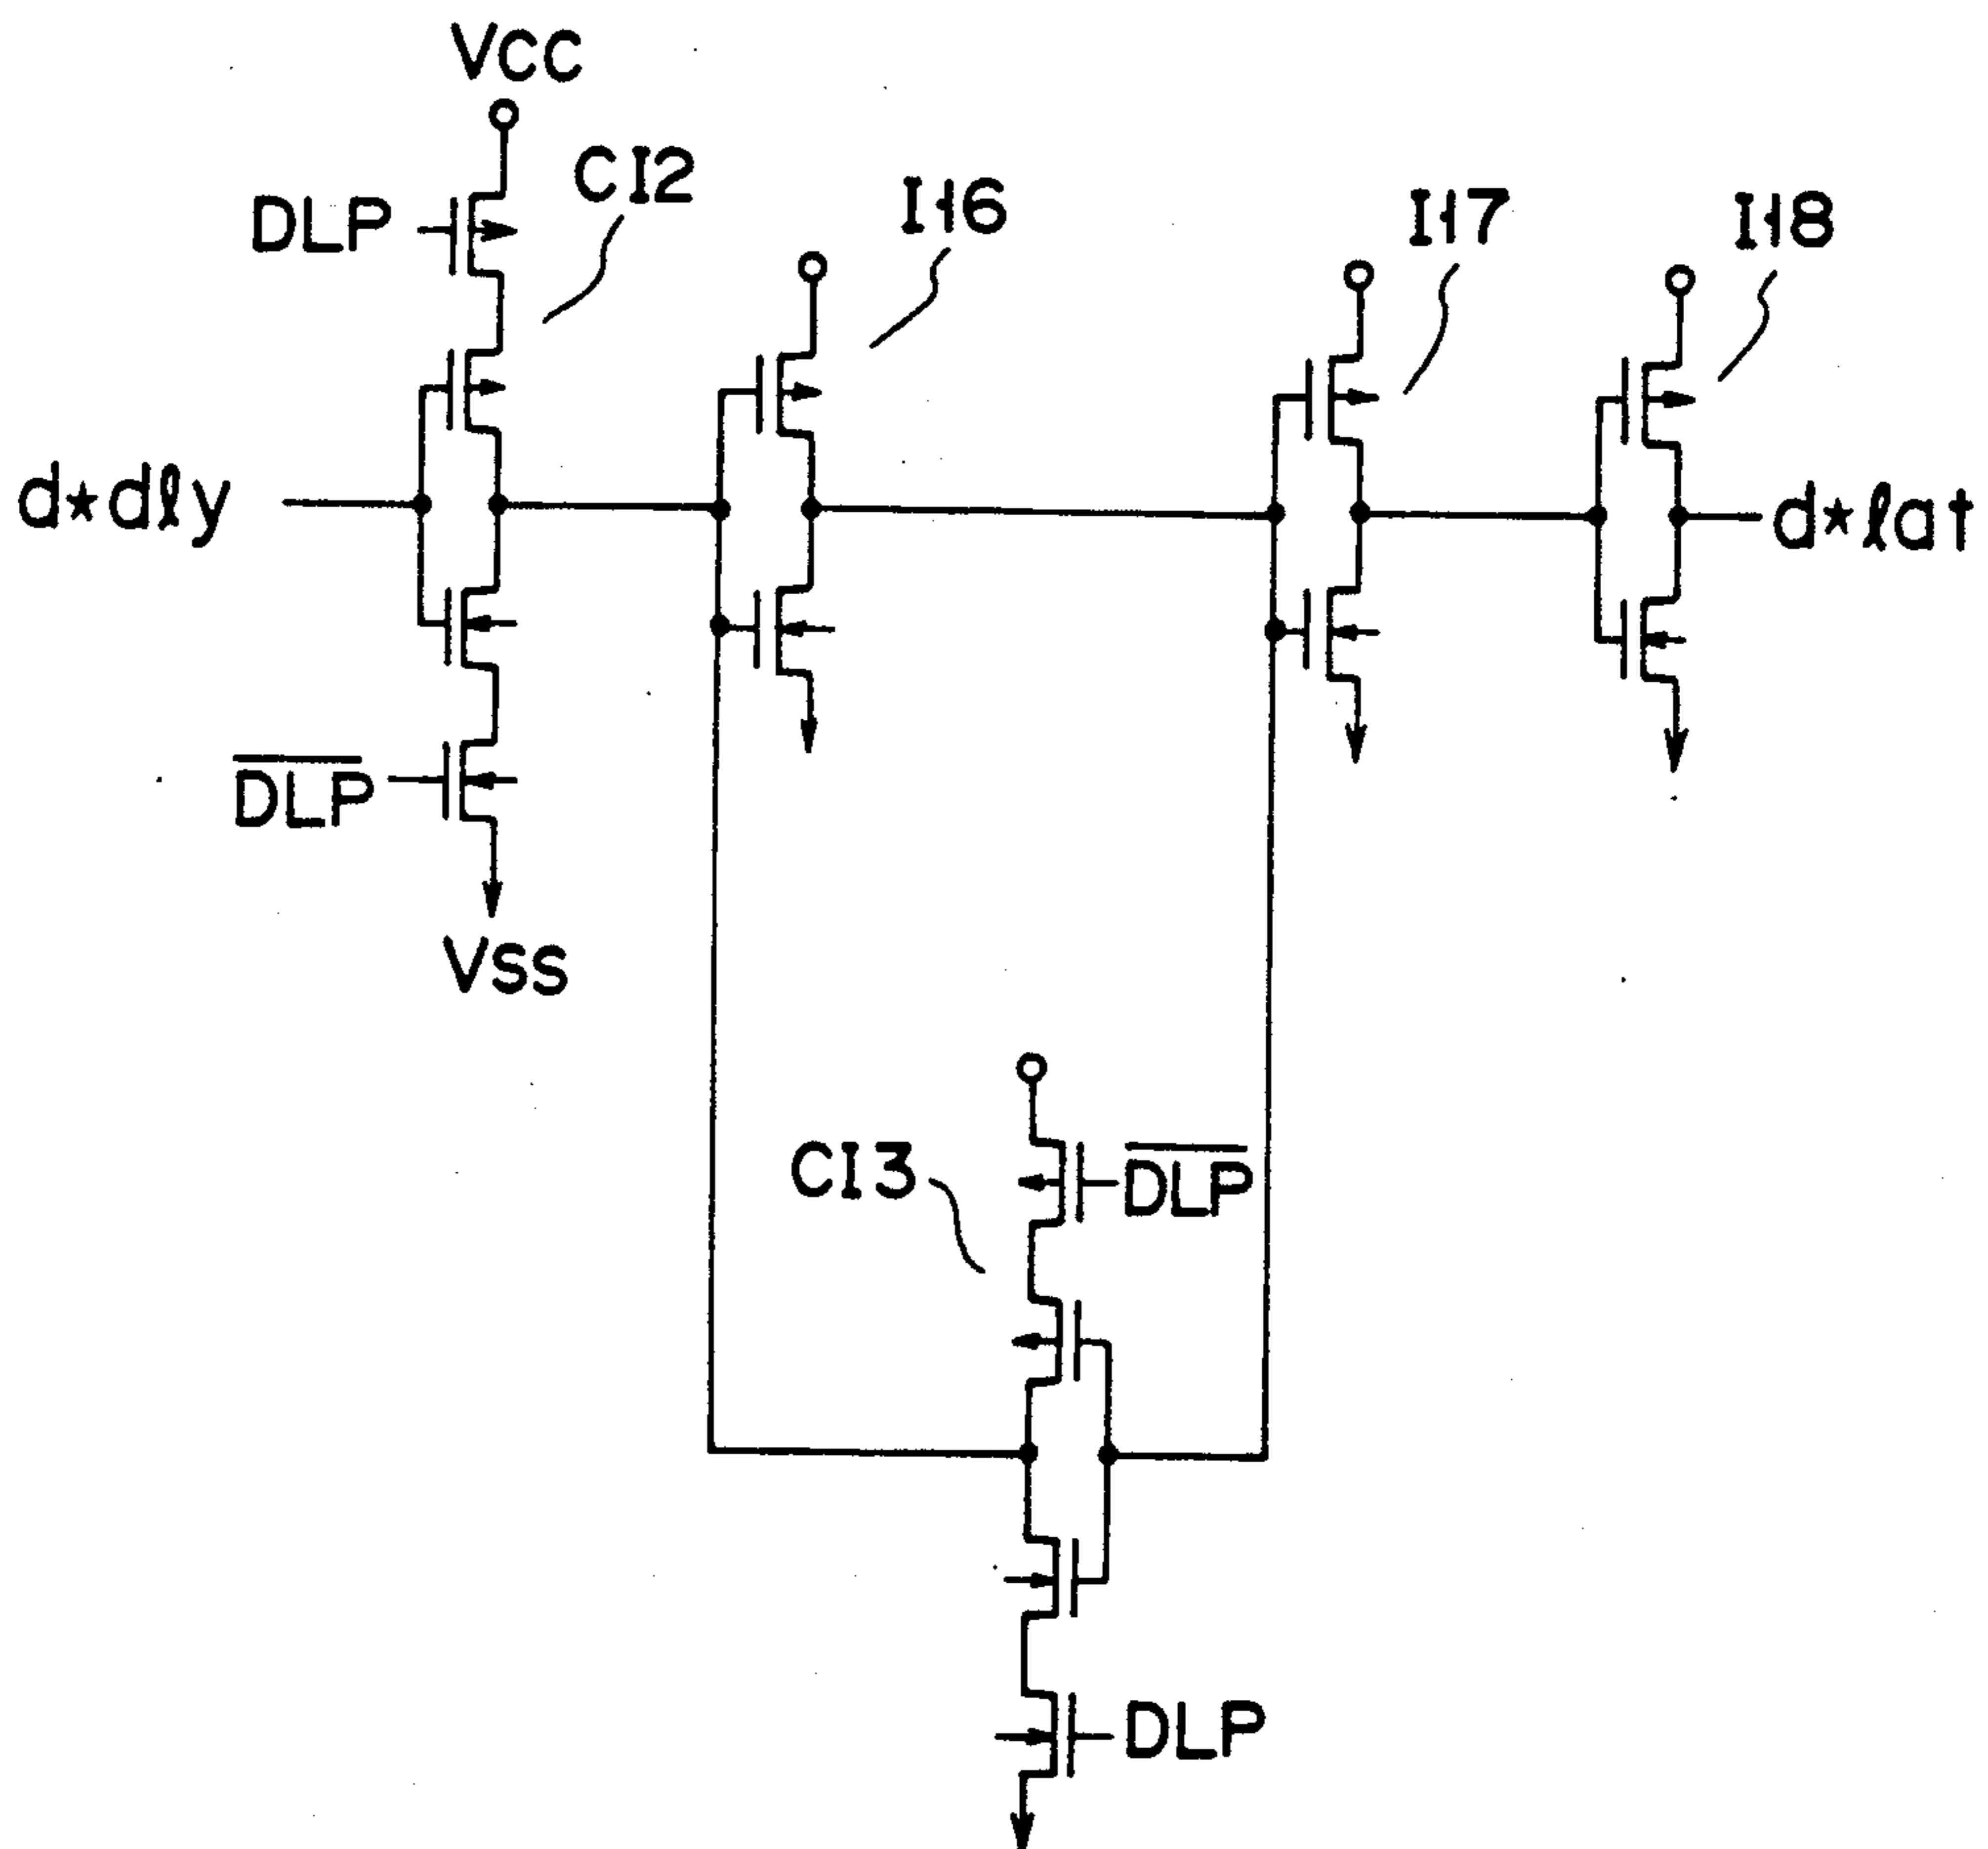 VCC
DLP
CI2
I16
I17
I18
d*dly
d*lat
DLP
VSS
CI3
DLP
DLP